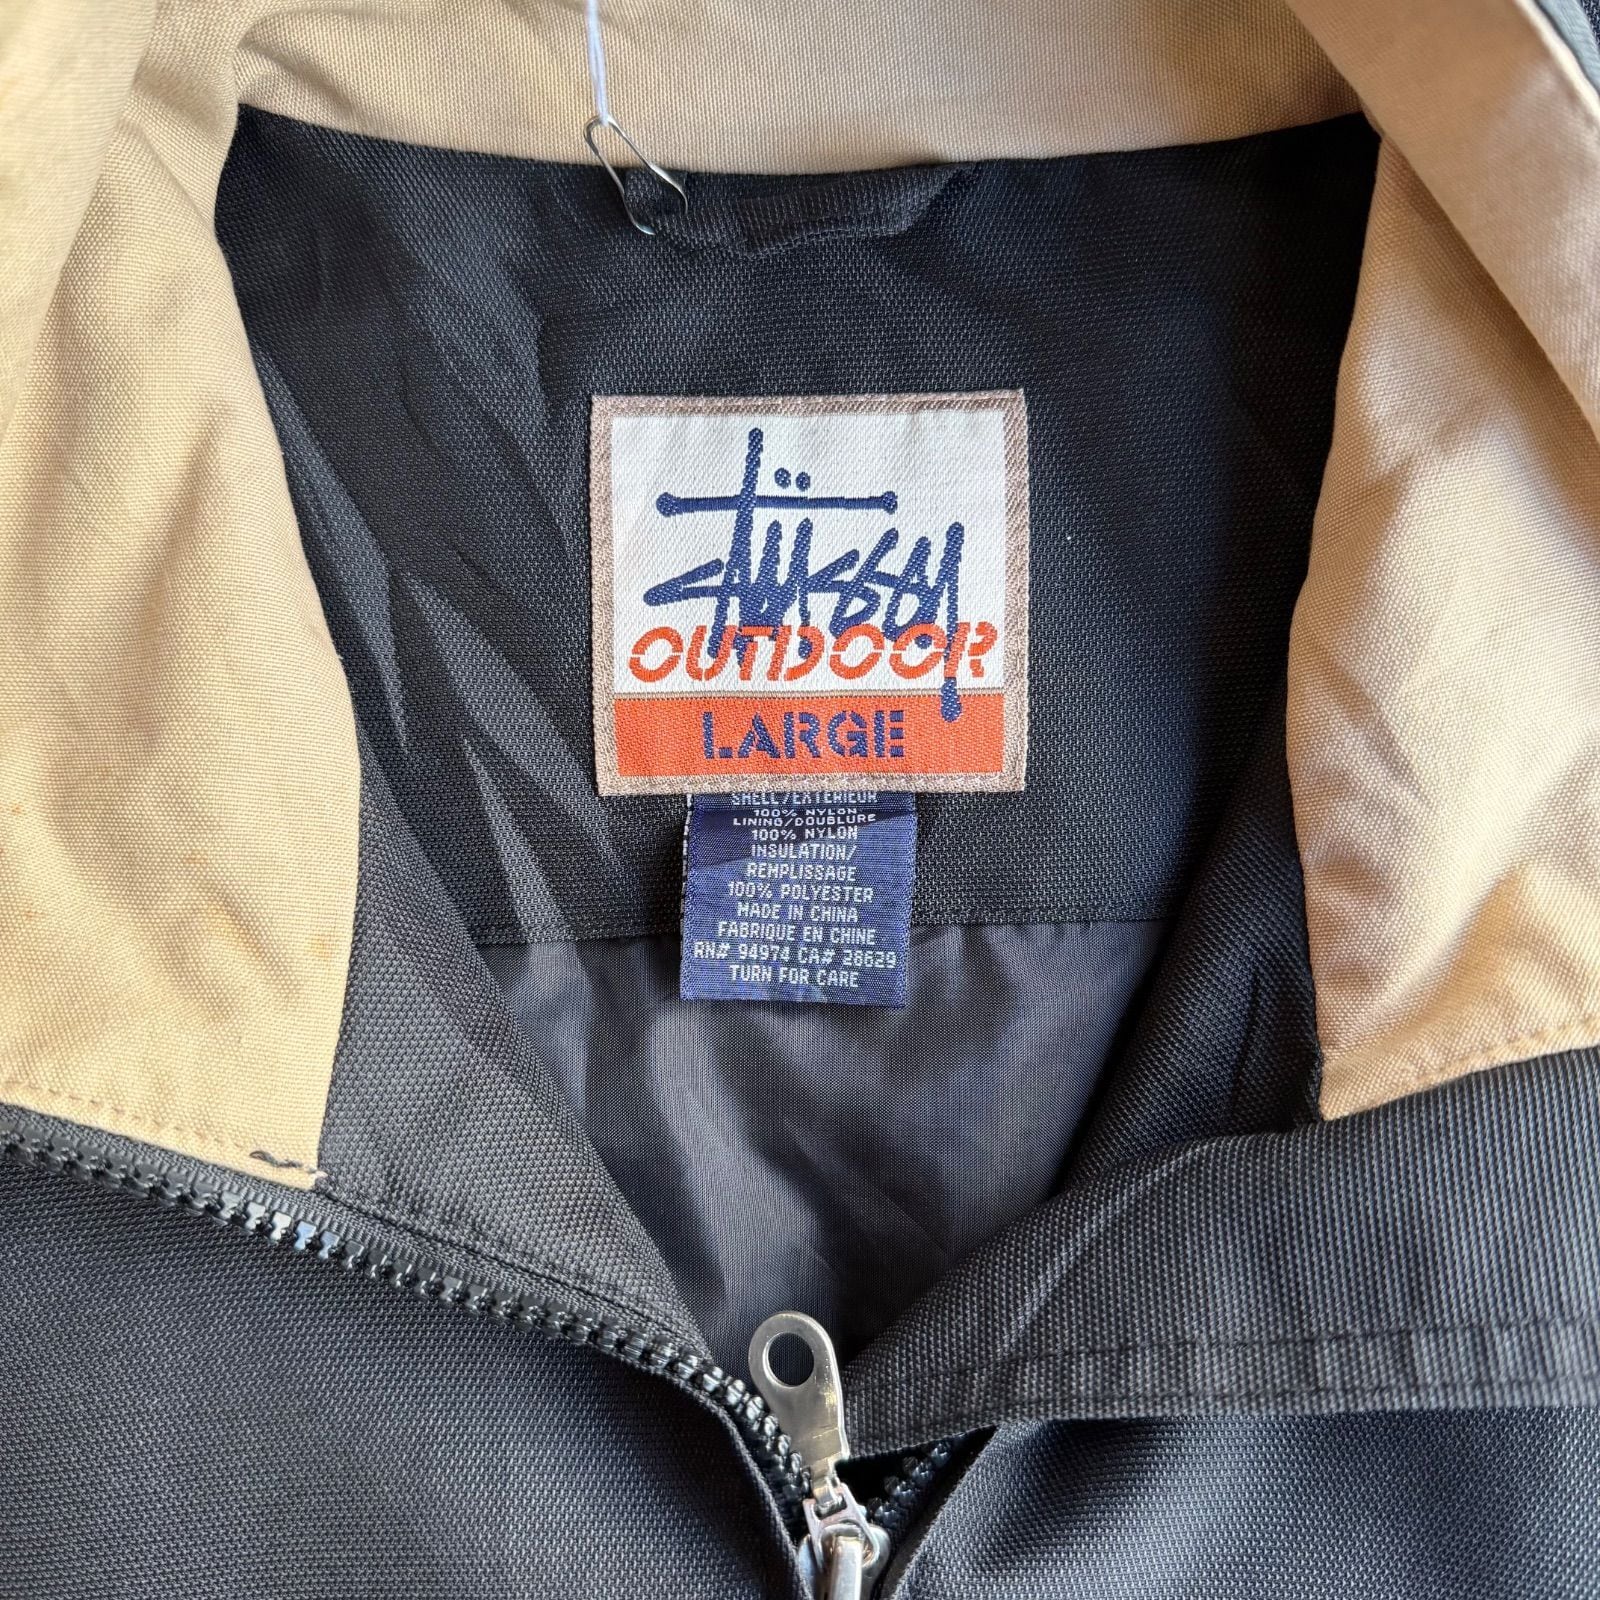 Stüssy
OUTDOOR
LARGE
SHELL/EXTERIEUR
100% NYLON
LINING/DOUBLURE
100% NYLON
INSULATION/
REMPLISSAGE
100% POLYESTER
MADE IN CHINA
FABRIQUE EN CHINE
RN# 94974 CA# 28629
TURN FOR CARE